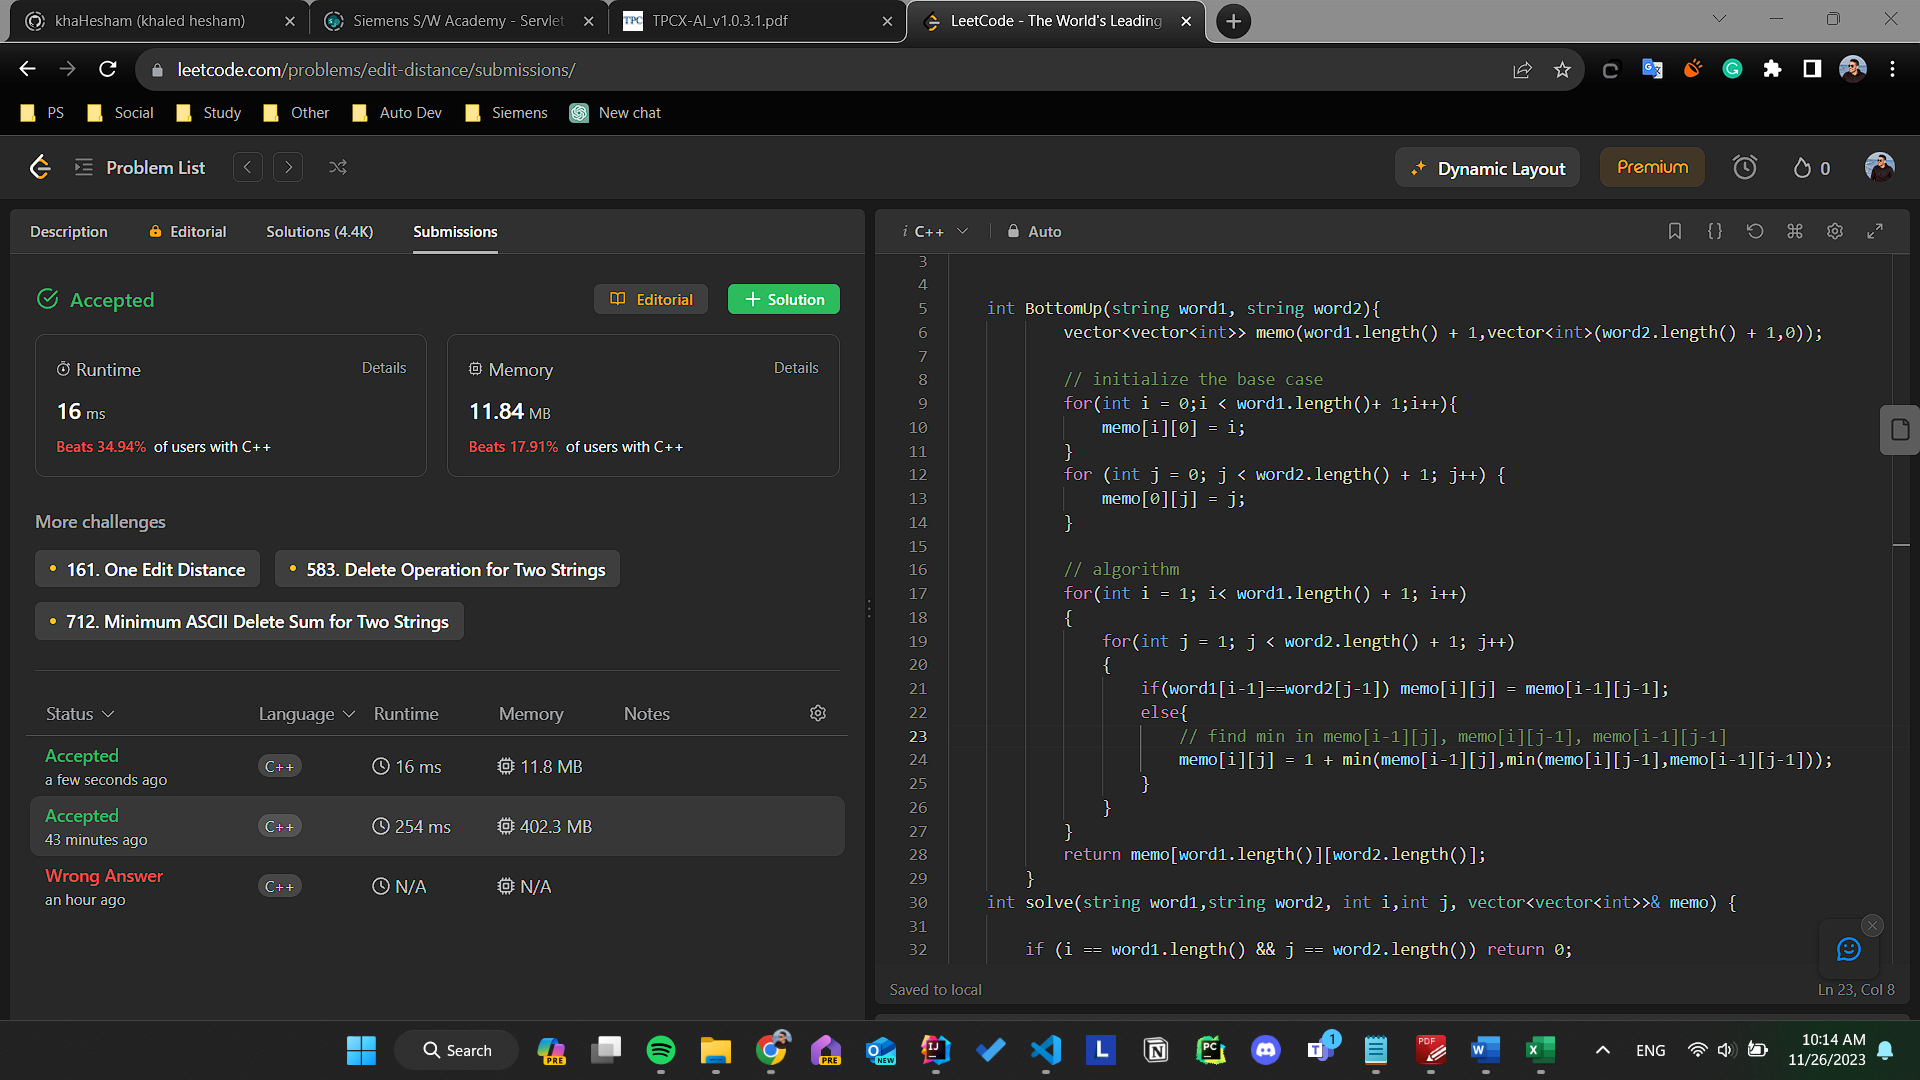 khaHesham (khaled hesham)
Siemens S/W Academy - Servlet
TPC TPCX-AI_v1.0.3.1.pdf
LeetCode - The World's Leading
leetcode.com/problems/edit-distance/submissions/
PS Social Study Other Auto Dev Siemens New chat
Problem List
Dynamic Layout
Premium
0
Description Editorial Solutions (4.4K) Submissions
Accepted
Editorial
Solution
Runtime Details
16 ms
Beats 34.94% of users with C++
Memory Details
11.84 MB
Beats 17.91% of users with C++
More challenges
161. One Edit Distance
583. Delete Operation for Two Strings
712. Minimum ASCII Delete Sum for Two Strings
Status Language Runtime Memory Notes
Accepted C++ 16 ms 11.8 MB
a few seconds ago
Accepted C++ 254 ms 402.3 MB
43 minutes ago
Wrong Answer C++ N/A N/A
an hour ago
i C++ Auto
3
4
5 int BottomUp(string word1, string word2){
6 vector<vector<int>> memo(word1.length() + 1,vector<int>(word2.length() + 1,0));
7
8 // initialize the base case
9 for(int i = 0;i < word1.length()+ 1;i++){
10 memo[i][0] = i;
11 }
12 for (int j = 0; j < word2.length() + 1; j++) {
13 memo[0][j] = j;
14 }
15
16 // algorithm
17 for(int i = 1; i< word1.length() + 1; i++)
18 {
19 for(int j = 1; j < word2.length() + 1; j++)
20 {
21 if(word1[i-1]==word2[j-1]) memo[i][j] = memo[i-1][j-1];
22 else{
23 // find min in memo[i-1][j], memo[i][j-1], memo[i-1][j-1]
24 memo[i][j] = 1 + min(memo[i-1][j],min(memo[i][j-1],memo[i-1][j-1]));
25 }
26 }
27 }
28 return memo[word1.length()][word2.length()];
29 }
30 int solve(string word1,string word2, int i,int j, vector<vector<int>>& memo) {
31
32 if (i == word1.length() && j == word2.length()) return 0;
Saved to local
Ln 23, Col 8
Search
PRE
PRE
NEW
IJ
L
N
PC
T 1
PDF
W
X
ENG
10:14 AM
11/26/2023